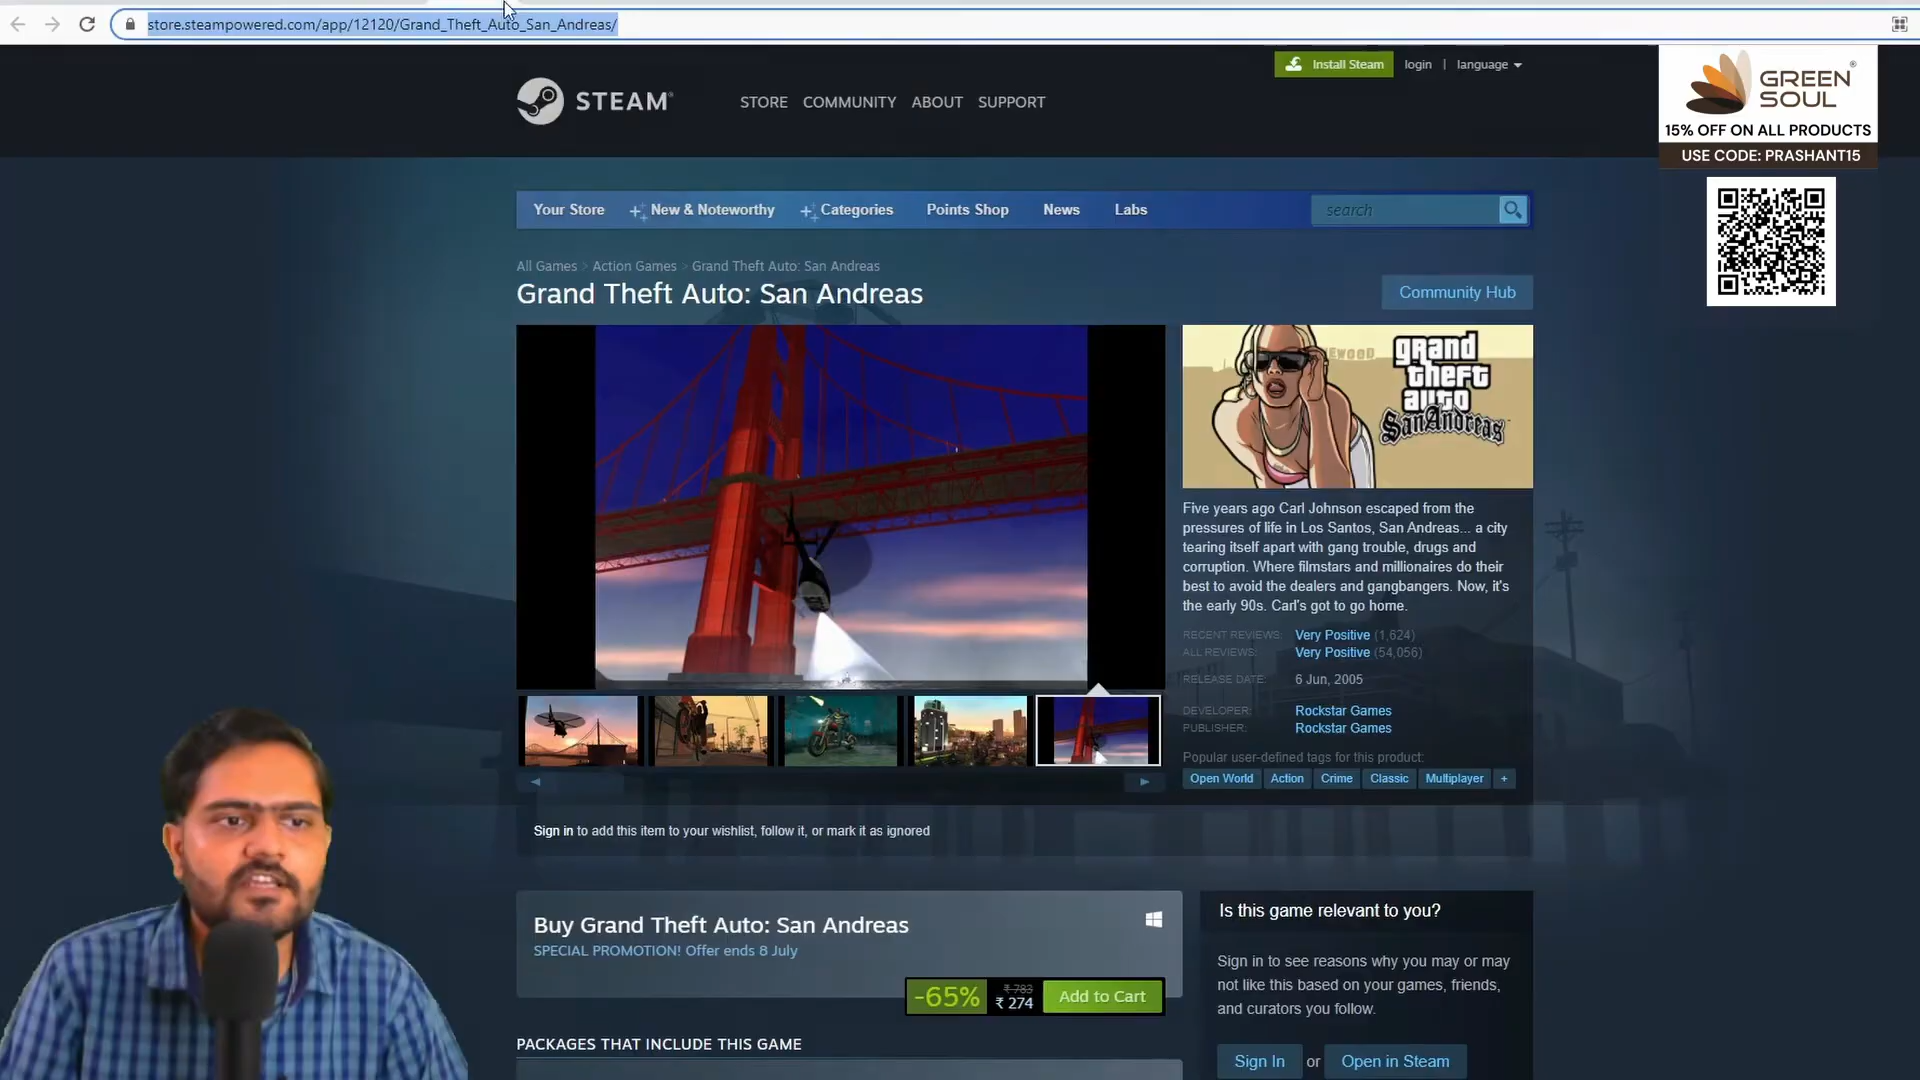 store.steampowered.com/app/12120/Grand_Theft_Auto_San_Andreas/
Install Steam
login | language
STEAM®
STORE COMMUNITY ABOUT SUPPORT
GREEN SOUL®
15% OFF ON ALL PRODUCTS
USE CODE: PRASHANT15
Your Store New & Noteworthy Categories Points Shop News Labs
search
All Games > Action Games > Grand Theft Auto: San Andreas
Grand Theft Auto: San Andreas
Community Hub
grand
theft
auto
San Andreas
Five years ago Carl Johnson escaped from the
pressures of life in Los Santos, San Andreas... a city
tearing itself apart with gang trouble, drugs and
corruption. Where filmstars and millionaires do their
best to avoid the dealers and gangbangers. Now, it's
the early 90s. Carl's got to go home.
RECENT REVIEWS: Very Positive (1,624)
ALL REVIEWS: Very Positive (54,056)
RELEASE DATE: 6 Jun, 2005
DEVELOPER: Rockstar Games
PUBLISHER: Rockstar Games
Popular user-defined tags for this product:
Open World Action Crime Classic Multiplayer +
Sign in to add this item to your wishlist, follow it, or mark it as ignored
Buy Grand Theft Auto: San Andreas
SPECIAL PROMOTION! Offer ends 8 July
-65% ₹ 783
₹ 274
Add to Cart
Is this game relevant to you?
Sign in to see reasons why you may or may
not like this based on your games, friends,
and curators you follow.
Sign In or Open in Steam
PACKAGES THAT INCLUDE THIS GAME